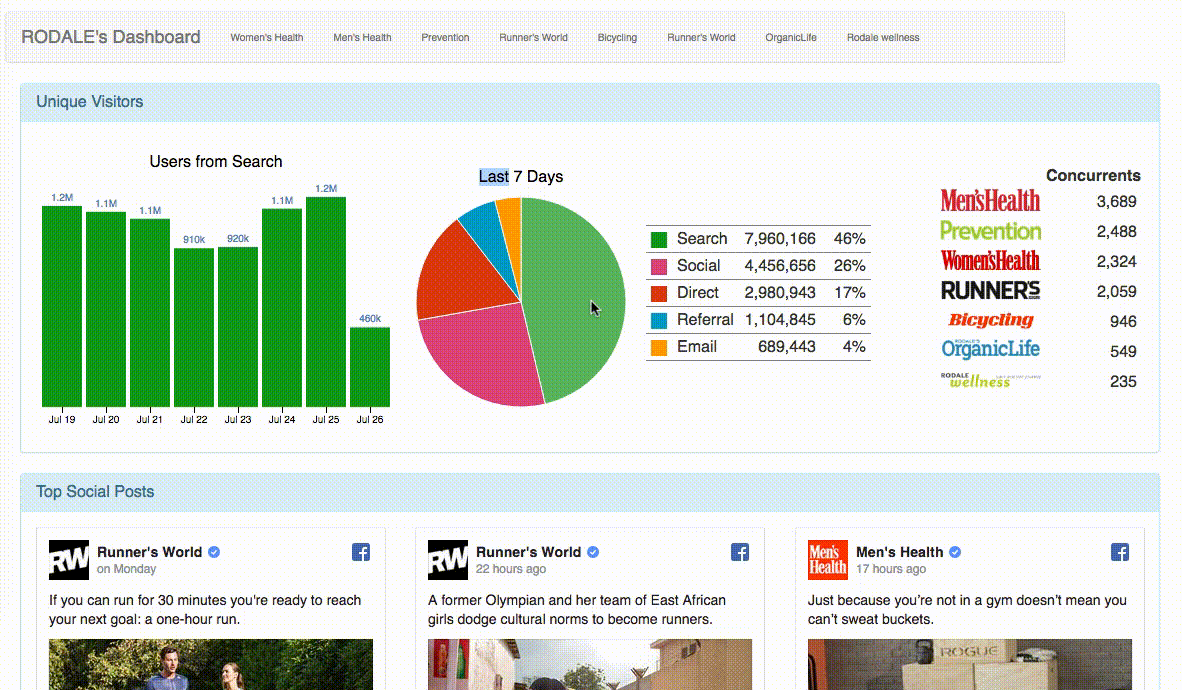 RODALE's Dashboard Women's Health Men's Health Prevention Runner's World Bicycling Runner's World OrganicLife Rodale wellness
Unique Visitors
Users from Search
1.2M 1.1M 1.1M 910k 920k 1.1M 1.2M 460k
Jul 19 Jul 20 Jul 21 Jul 22 Jul 23 Jul 24 Jul 25 Jul 26
Last 7 Days
Search 7,960,166 46%
Social 4,456,656 26%
Direct 2,980,943 17%
Referral 1,104,845 6%
Email 689,443 4%
Concurrents
Men'sHealth 3,689
Prevention 2,488
Women'sHealth 2,324
RUNNER'S 2,059
Bicycling 946
RODALE'S
OrganicLife 549
RODALE
wellness 235
Top Social Posts
RW Runner's World
on Monday
If you can run for 30 minutes you're ready to reach
your next goal: a one-hour run.
RW Runner's World
22 hours ago
A former Olympian and her team of East African
girls dodge cultural norms to become runners.
Men's Health Men's Health
17 hours ago
Just because you're not in a gym doesn't mean you
can't sweat buckets.
ROGUE